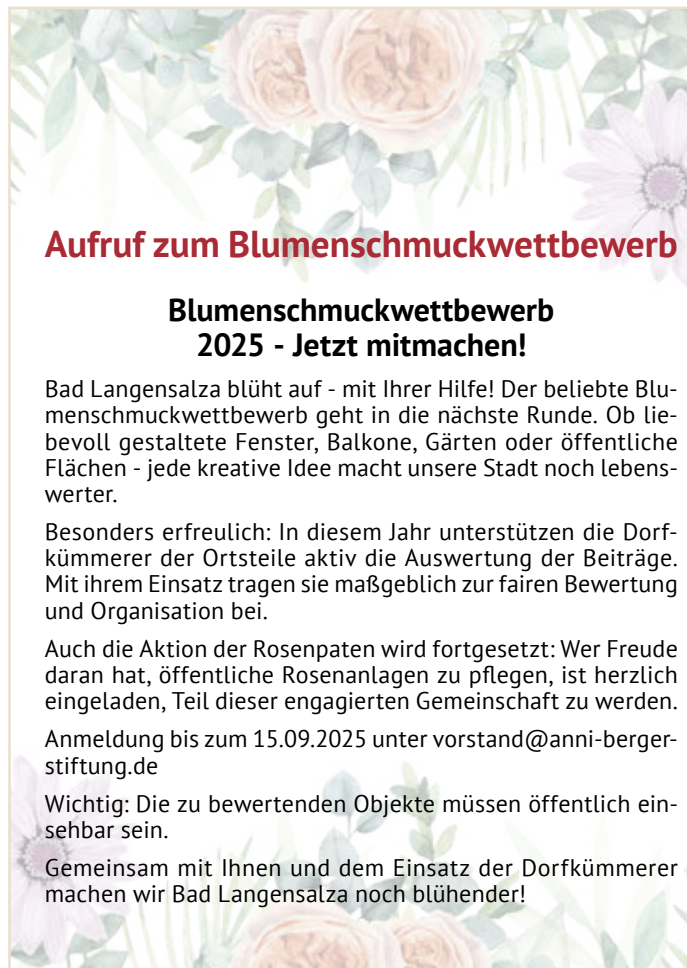 Aufruf zum Blumenschmuckwettbewerb
Blumenschmuckwettbewerb
2025 - Jetzt mitmachen!
Bad Langensalza blüht auf - mit Ihrer Hilfe! Der beliebte Blu-
menschmuckwettbewerb geht in die nächste Runde. Ob lie-
bevoll gestaltete Fenster, Balkone, Gärten oder öffentliche
Flächen - jede kreative Idee macht unsere Stadt noch lebens-
werter.
Besonders erfreulich: In diesem Jahr unterstützen die Dorf-
kümmerer der Ortsteile aktiv die Auswertung der Beiträge.
Mit ihrem Einsatz tragen sie maßgeblich zur fairen Bewertung
und Organisation bei.
Auch die Aktion der Rosenpaten wird fortgesetzt: Wer Freude
daran hat, öffentliche Rosenanlagen zu pflegen, ist herzlich
eingeladen, Teil dieser engagierten Gemeinschaft zu werden.
Anmeldung bis zum 15.09.2025 unter vorstand@anni-berger-
stiftung.de
Wichtig: Die zu bewertenden Objekte müssen öffentlich ein-
sehbar sein.
Gemeinsam mit Ihnen und dem Einsatz der Dorfkümmerer
machen wir Bad Langensalza noch blühender!